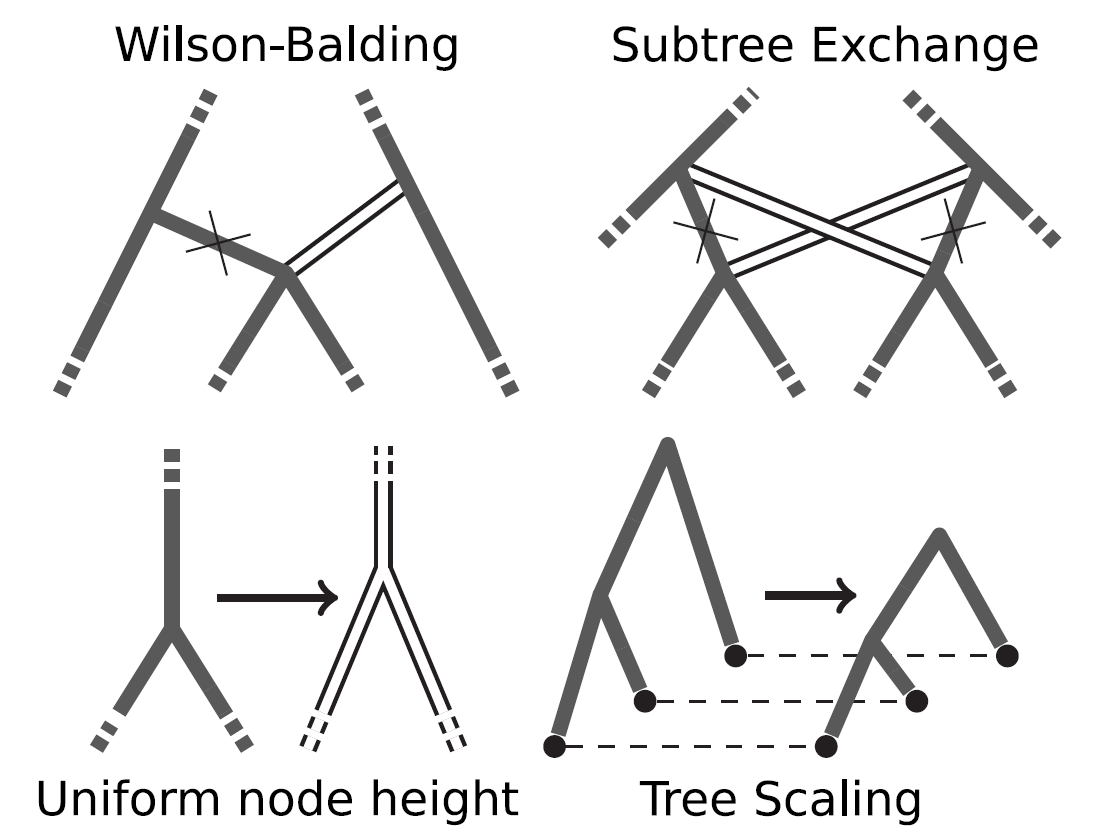 Wilson-Balding
Subtree Exchange
Uniform node height
Tree Scaling